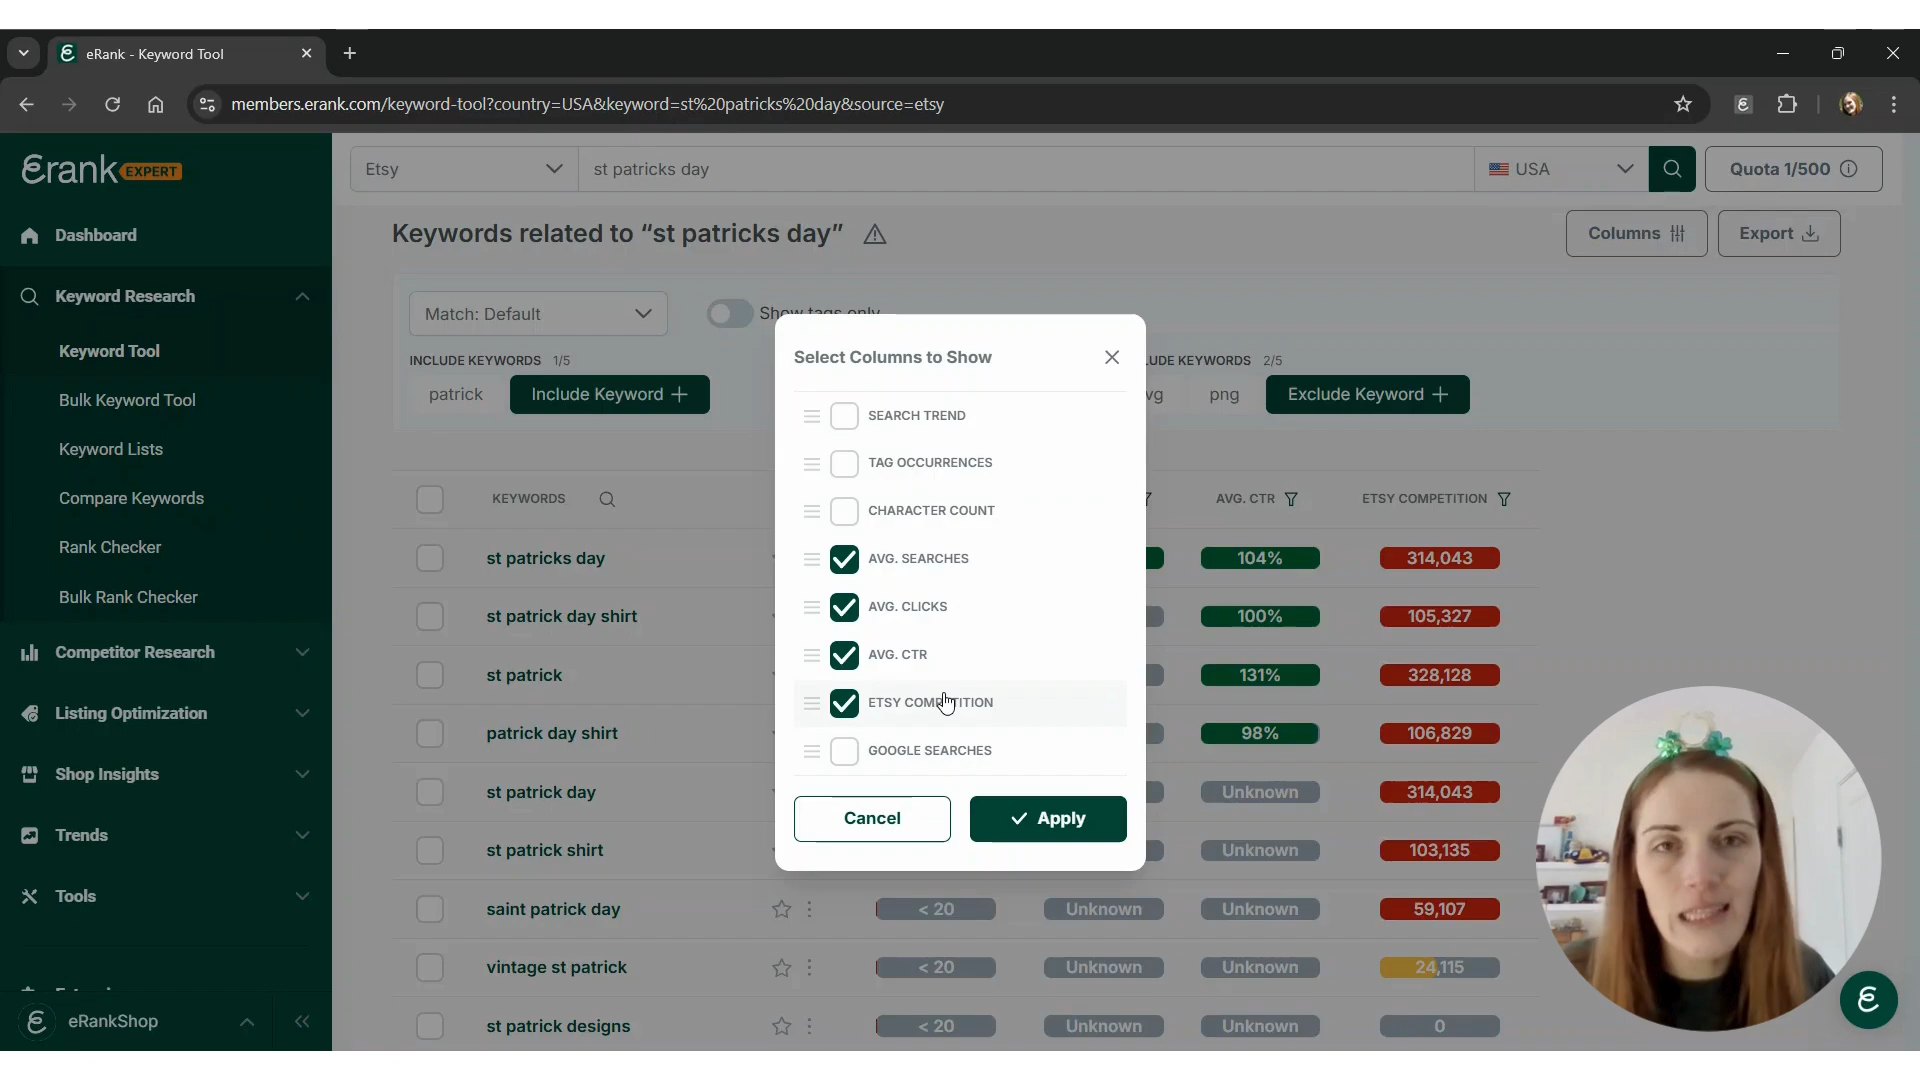 eRank - Keyword Tool
members.erank.com/keyword-tool?country=USA&keyword=st%20patricks%20day&source=etsy
erank EXPERT
Etsy
st patricks day
USA
Quota 1/500
Dashboard
Keyword Research
Keyword Tool
Bulk Keyword Tool
Keyword Lists
Compare Keywords
Rank Checker
Bulk Rank Checker
Competitor Research
Listing Optimization
Shop Insights
Trends
Tools
eRankShop
Keywords related to “st patricks day”
Columns
Export
Match: Default
Show tags only
INCLUDE KEYWORDS 1/5
patrick
Include Keyword +
LUDE KEYWORDS 2/5
vg
png
Exclude Keyword +
Select Columns to Show
SEARCH TREND
TAG OCCURRENCES
CHARACTER COUNT
AVG. SEARCHES
AVG. CLICKS
AVG. CTR
ETSY COMPETITION
GOOGLE SEARCHES
Cancel
Apply
KEYWORDS AVG. CTR ETSY COMPETITION
st patricks day 104% 314,043
st patrick day shirt 100% 105,327
st patrick 131% 328,128
patrick day shirt 98% 106,829
st patrick day Unknown 314,043
st patrick shirt Unknown 103,135
saint patrick day < 20 Unknown Unknown 59,107
vintage st patrick < 20 Unknown Unknown 24,115
st patrick designs < 20 Unknown Unknown 0